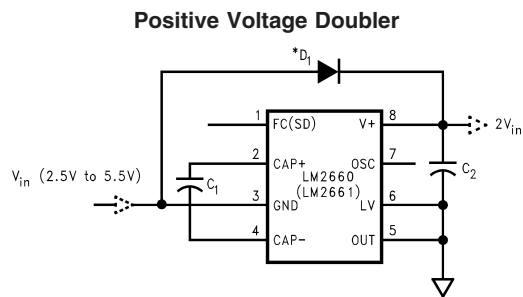 Positive Voltage Doubler
*D1
1 FC(SD) V+ 8 2Vin
2 CAP+ OSC 7
C1 LM2660 C2
Vin (2.5V to 5.5V) (LM2661)
3 GND LV 6
4 CAP- OUT 5